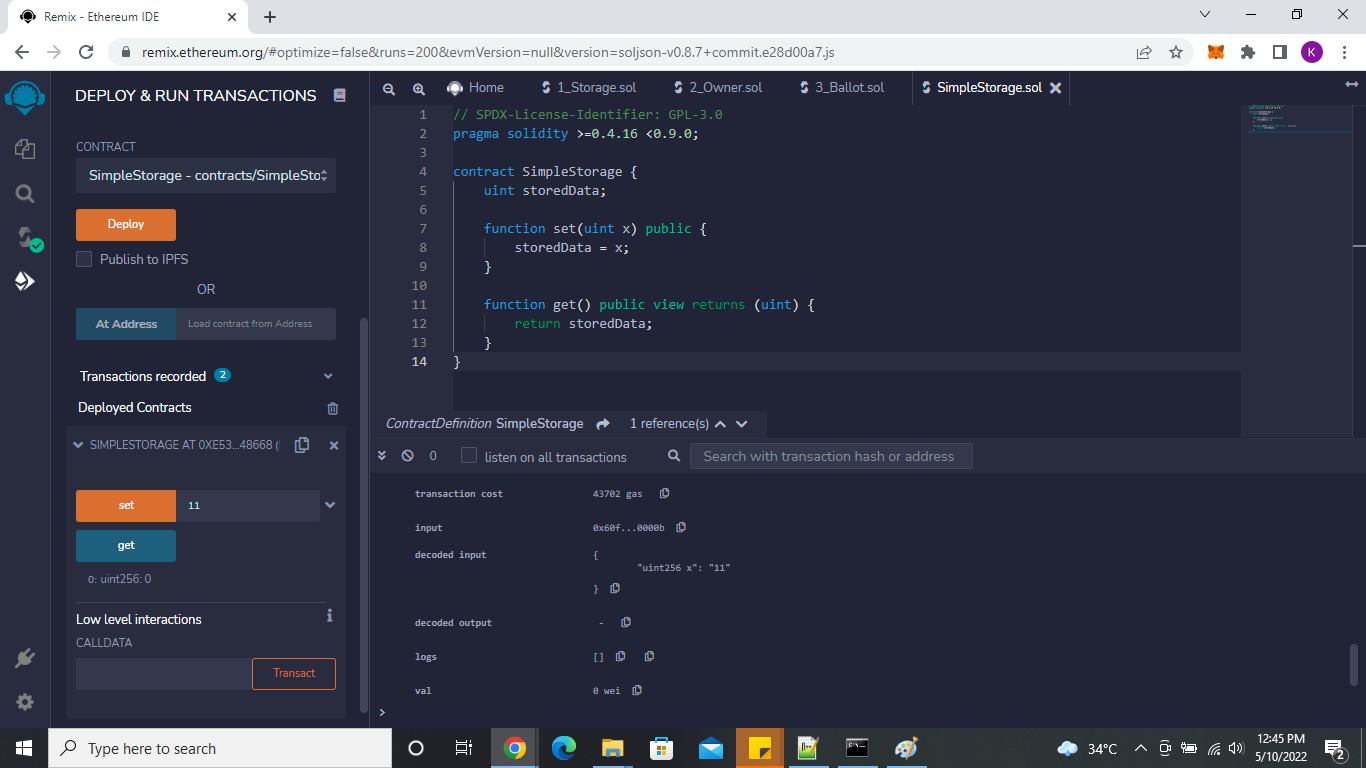 Remix - Ethereum IDE
remix.ethereum.org/#optimize=false&runs=200&evmVersion=null&version=soljson-v0.8.7+commit.e28d00a7.js
K
DEPLOY & RUN TRANSACTIONS
CONTRACT
SimpleStorage - contracts/SimpleSto
Deploy
Publish to IPFS
OR
At Address
Load contract from Address
Transactions recorded 2
Deployed Contracts
SIMPLESTORAGE AT 0XE53...48668 (
set
11
get
0: uint256: 0
Low level interactions
i
CALLDATA
Transact
Home
1_Storage.sol
2_Owner.sol
3_Ballot.sol
SimpleStorage.sol
1 // SPDX-License-Identifier: GPL-3.0
2 pragma solidity >=0.4.16 <0.9.0;
3
4 contract SimpleStorage {
5 uint storedData;
6
7 function set(uint x) public {
8 storedData = x;
9 }
10
11 function get() public view returns (uint) {
12 return storedData;
13 }
14 }
ContractDefinition SimpleStorage 1 reference(s)
0 listen on all transactions
Search with transaction hash or address
transaction cost 43702 gas
input 0x60f...0000b
decoded input {
"uint256 x": "11"
}
decoded output -
logs []
val 0 wei
>
Type here to search
34°C
12:45 PM
5/10/2022
2